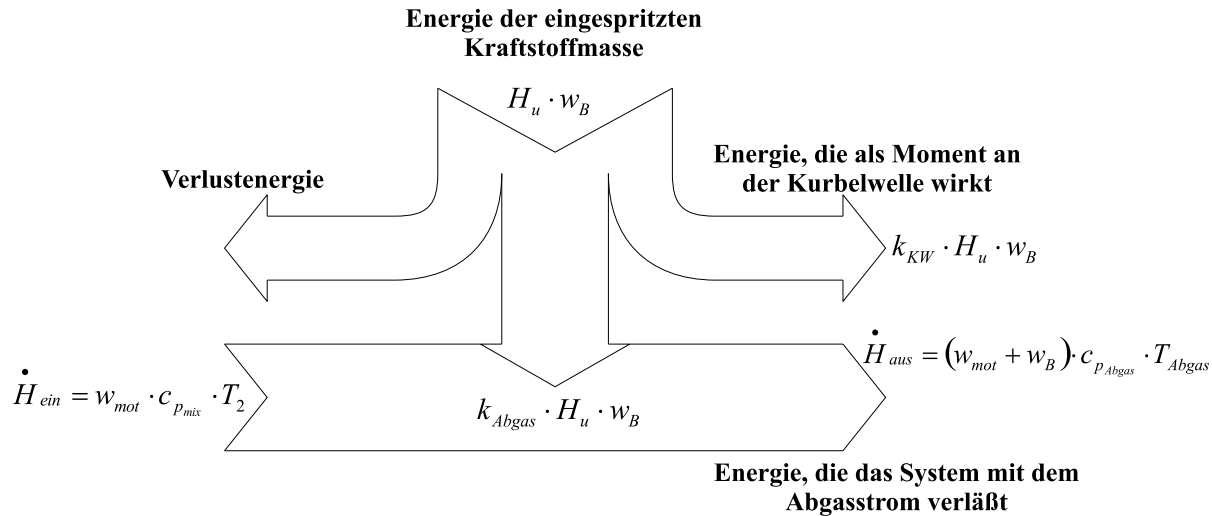 Energie der eingespritzten
Kraftstoffmasse
H_u · w_B
Energie, die als Moment an
der Kurbelwelle wirkt
Verlustenergie
k_KW · H_u · w_B
Ḣ_aus = (w_mot + w_B) · c_p_Abgas · T_Abgas
Ḣ_ein = w_mot · c_p_mix · T_2
k_Abgas · H_u · w_B
Energie, die das System mit dem
Abgasstrom verläßt